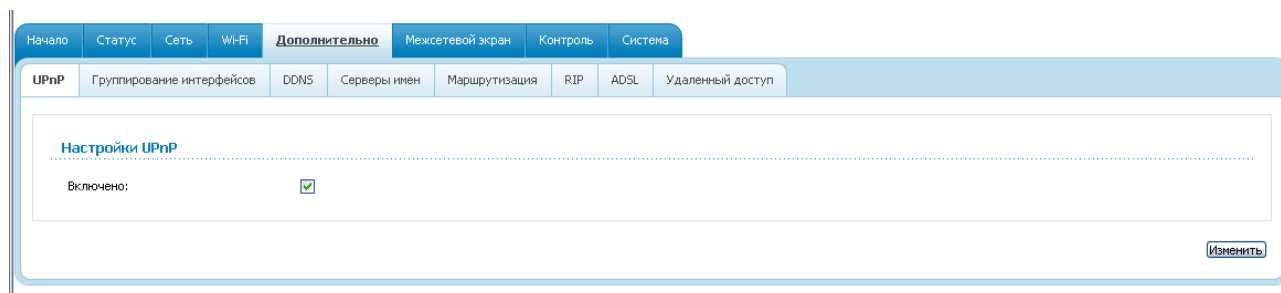 Начало Статус Сеть Wi-Fi Дополнительно Межсетевой экран Контроль Система
UPnP Группирование интерфейсов DDNS Серверы имен Маршрутизация RIP ADSL Удаленный доступ
Настройки UPnP
Включено:
Изменить